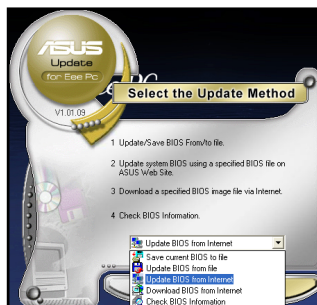 ASUS
Update
for Eee Pc
V1.01.09
Select the Update Method
1 Update/Save BIOS From/to file.
2 Update system BIOS using a specified BIOS file on
ASUS Web Site.
3 Download a specified BIOS image file via Internet.
4 Check BIOS Information.
Update BIOS from Internet
Save current BIOS to file
Update BIOS from file
Update BIOS from Internet
Download BIOS from Internet
Check BIOS Information